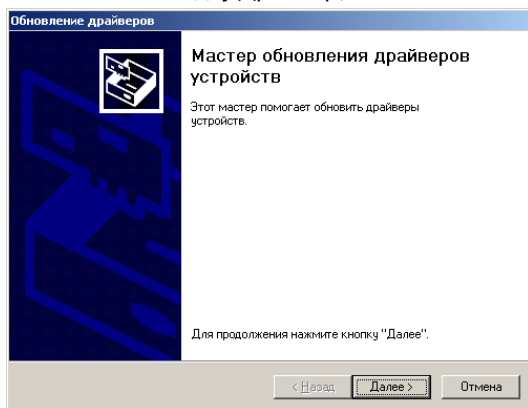 Обновление драйверов
Мастер обновления драйверов
устройств
Этот мастер помогает обновить драйверы
устройств.
Для продолжения нажмите кнопку "Далее".
< Назад
Далее >
Отмена